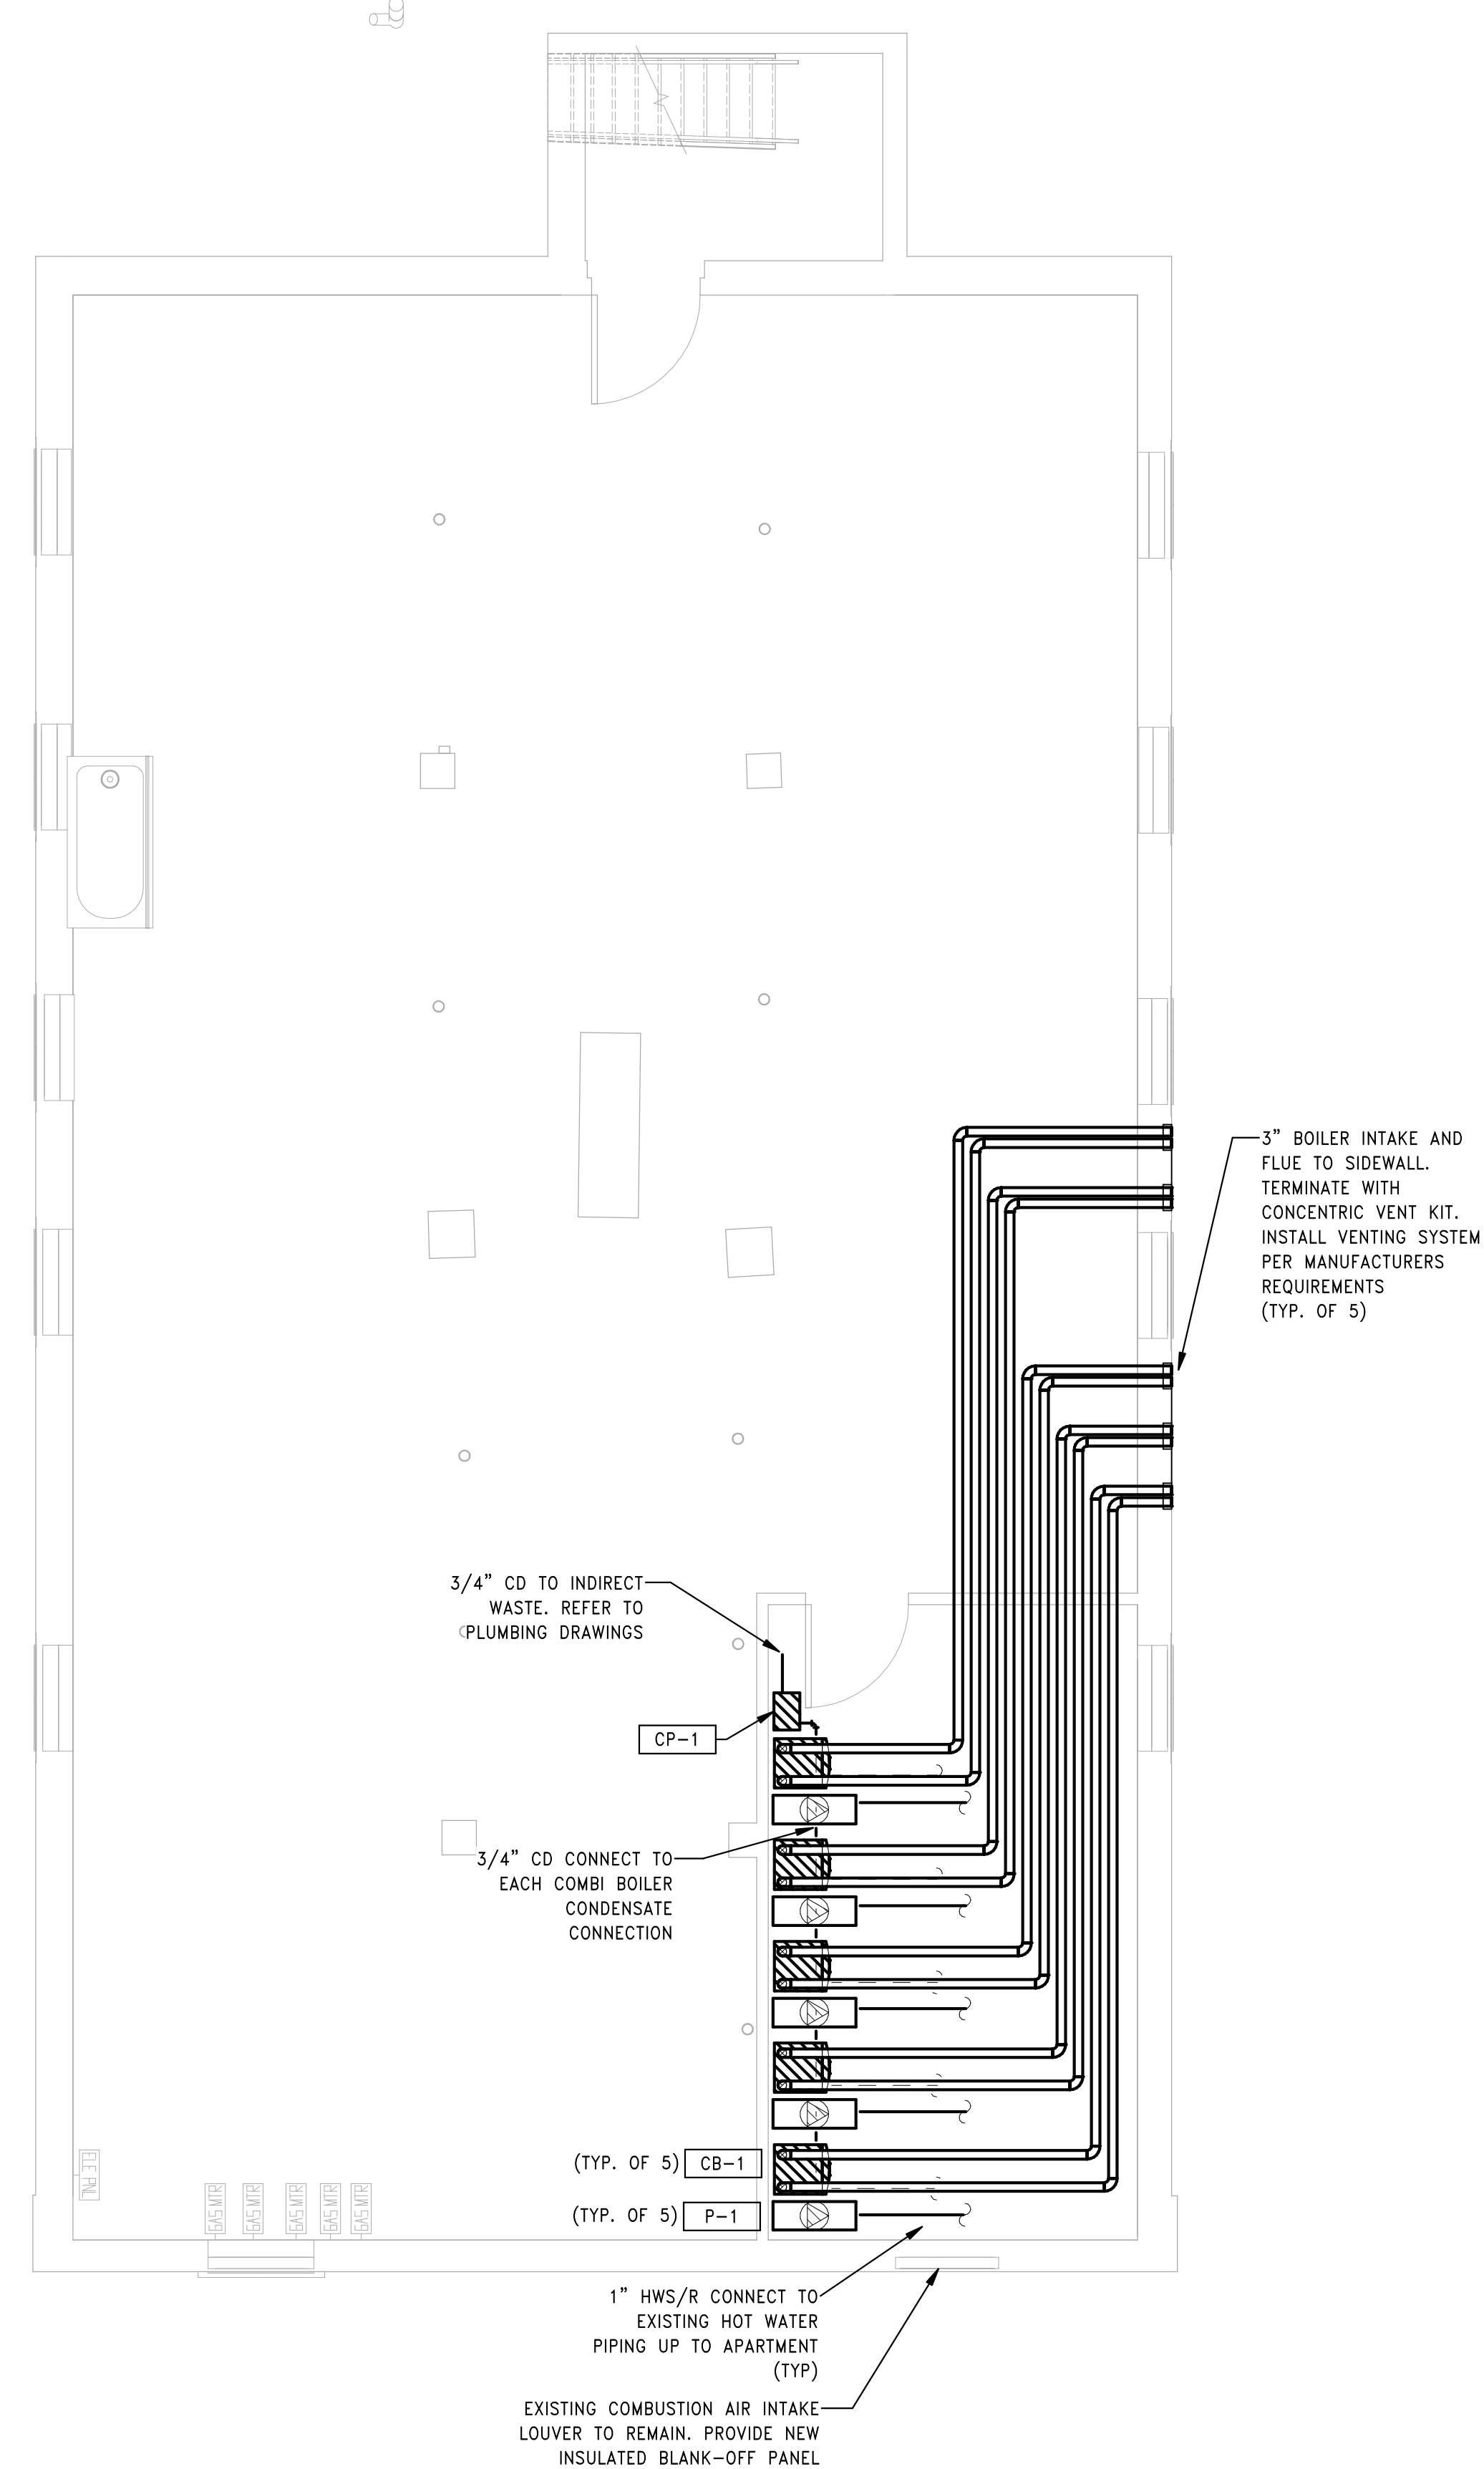 3” BOILER INTAKE AND
FLUE TO SIDEWALL.
TERMINATE WITH
CONCENTRIC VENT KIT.
INSTALL VENTING SYSTEM
PER MANUFACTURERS
REQUIREMENTS
(TYP. OF 5)
3/4” CD TO INDIRECT
WASTE. REFER TO
PLUMBING DRAWINGS
CP-1
3/4” CD CONNECT TO
EACH COMBI BOILER
CONDENSATE
CONNECTION
(TYP. OF 5) CB-1
(TYP. OF 5) P-1
ELE PNL
GAS MTR
GAS MTR
GAS MTR
GAS MTR
GAS MTR
1” HWS/R CONNECT TO
EXISTING HOT WATER
PIPING UP TO APARTMENT
(TYP)
EXISTING COMBUSTION AIR INTAKE
LOUVER TO REMAIN. PROVIDE NEW
INSULATED BLANK-OFF PANEL